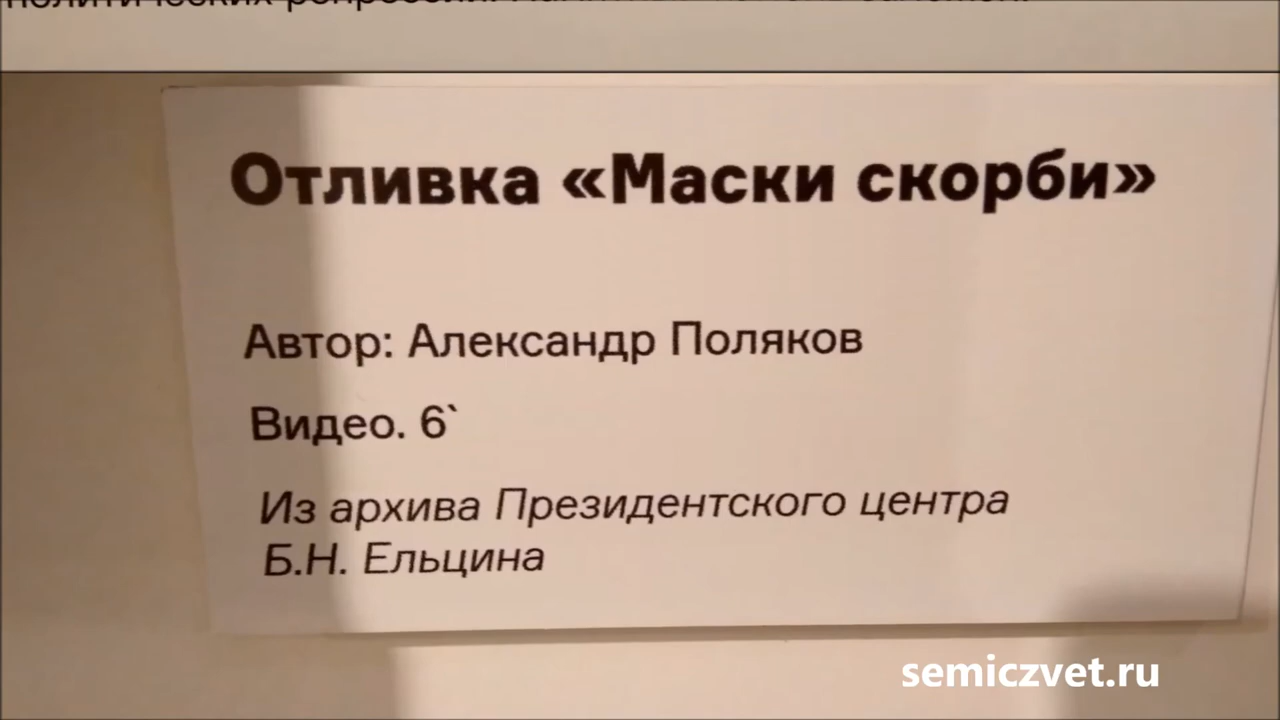 Отливка «Маски скорби»
Автор: Александр Поляков
Видео. 6`
Из архива Президентского центра
Б.Н. Ельцина
semiczvet.ru